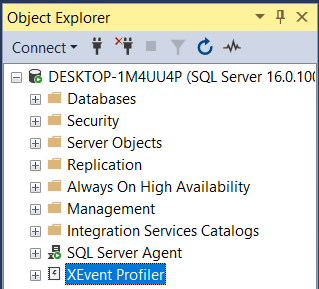 Object Explorer
Connect
DESKTOP-1M4UU4P (SQL Server 16.0.100
Databases
Security
Server Objects
Replication
Always On High Availability
Management
Integration Services Catalogs
SQL Server Agent
XEvent Profiler